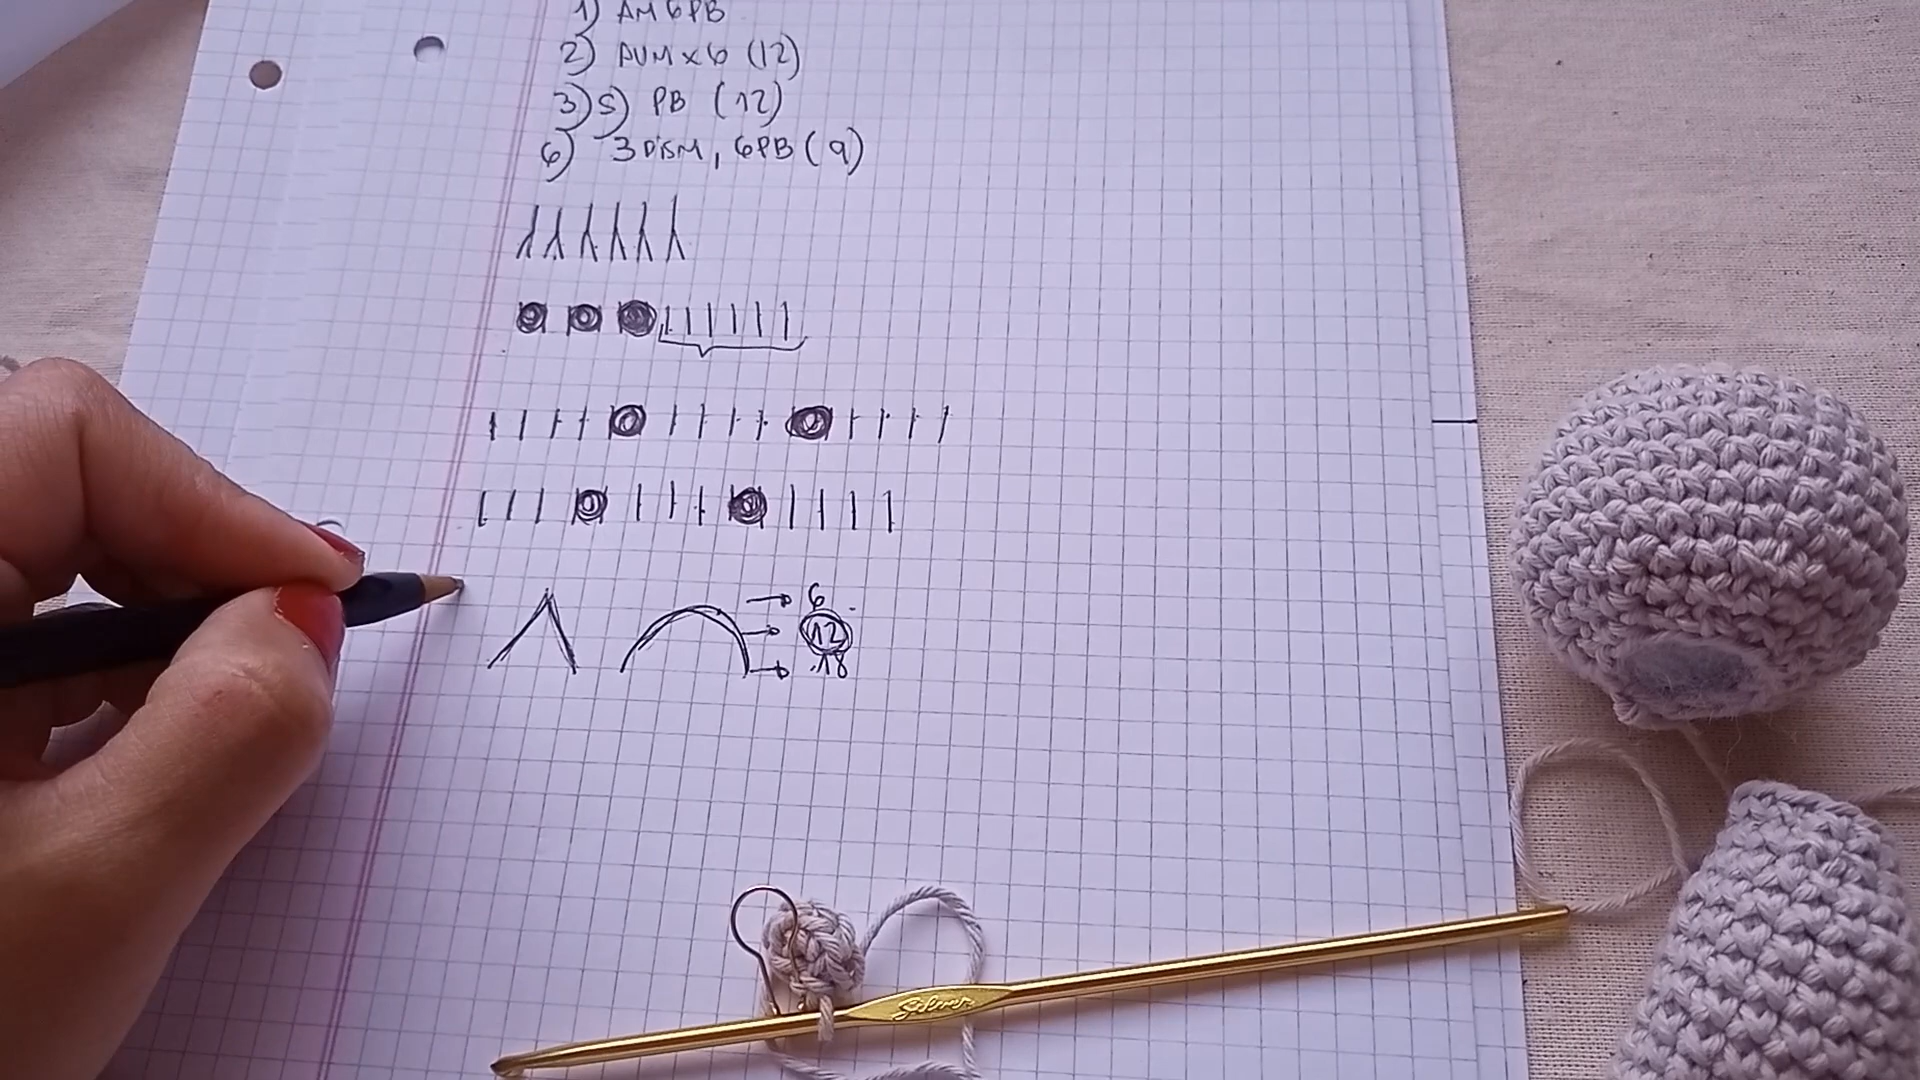 1) AM 6PB
2) AUM x 6 (12)
3) 5) PB (12)
6) 3 DISM, 6PB (9)
→ 6
→ 12
→ 18
Silver